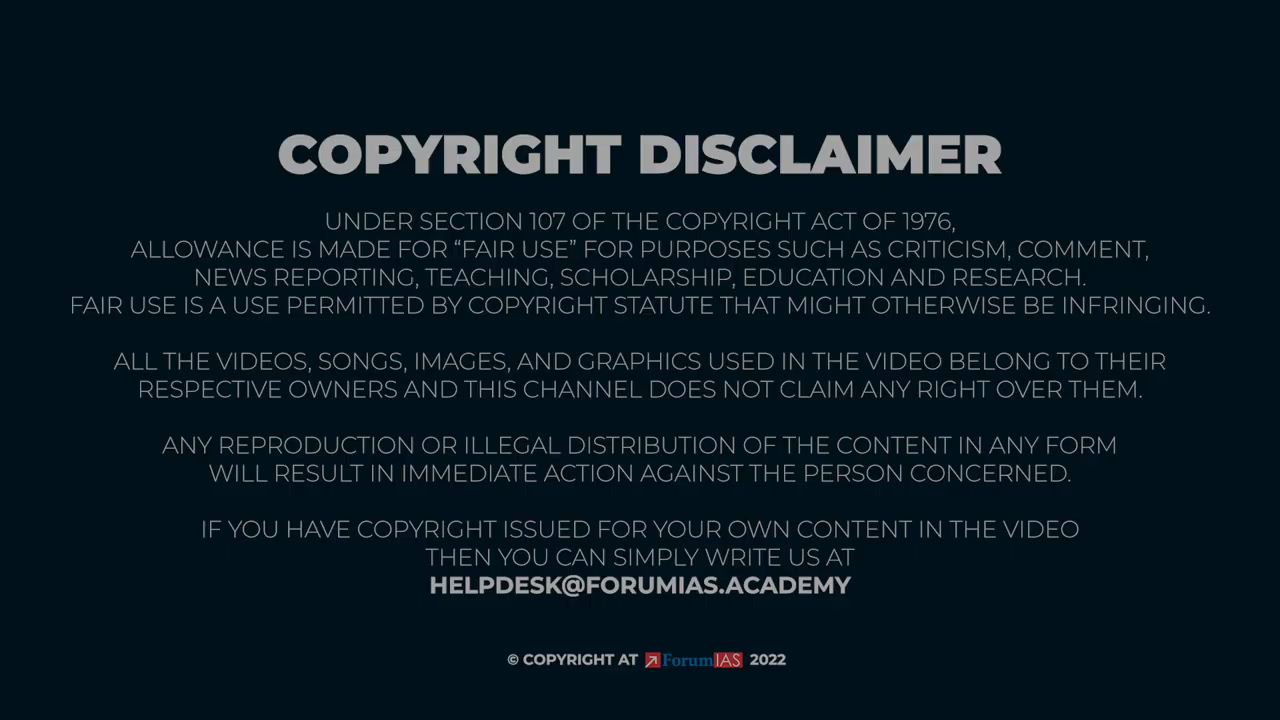 COPYRIGHT DISCLAIMER
UNDER SECTION 107 OF THE COPYRIGHT ACT OF 1976,
ALLOWANCE IS MADE FOR “FAIR USE” FOR PURPOSES SUCH AS CRITICISM, COMMENT,
NEWS REPORTING, TEACHING, SCHOLARSHIP, EDUCATION AND RESEARCH.
FAIR USE IS A USE PERMITTED BY COPYRIGHT STATUTE THAT MIGHT OTHERWISE BE INFRINGING.
ALL THE VIDEOS, SONGS, IMAGES, AND GRAPHICS USED IN THE VIDEO BELONG TO THEIR
RESPECTIVE OWNERS AND THIS CHANNEL DOES NOT CLAIM ANY RIGHT OVER THEM.
ANY REPRODUCTION OR ILLEGAL DISTRIBUTION OF THE CONTENT IN ANY FORM
WILL RESULT IN IMMEDIATE ACTION AGAINST THE PERSON CONCERNED.
IF YOU HAVE COPYRIGHT ISSUED FOR YOUR OWN CONTENT IN THE VIDEO
THEN YOU CAN SIMPLY WRITE US AT
HELPDESK@FORUMIAS.ACADEMY
© COPYRIGHT AT ForumIAS 2022